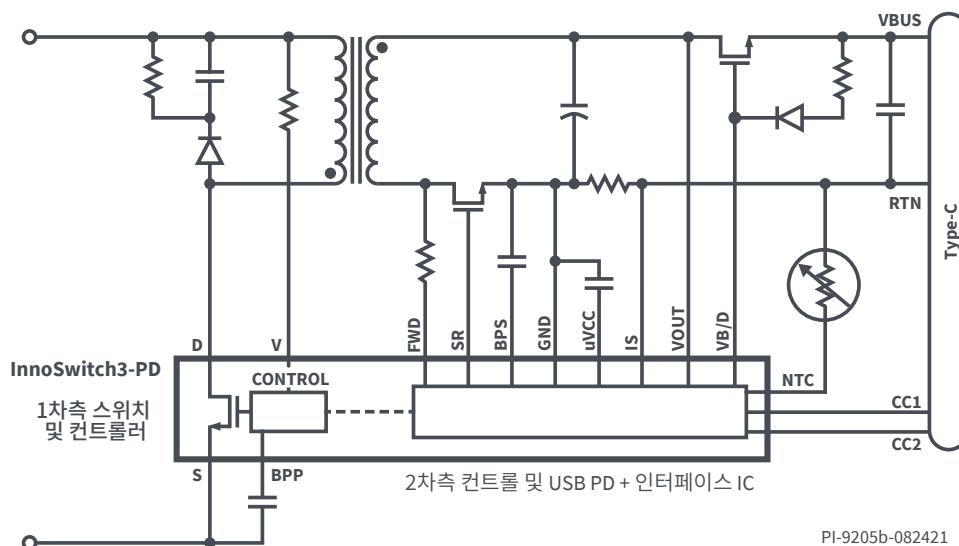 VBUS
RTN
Type-C
FWD
SR
BPS
GND
uVCC
IS
VOUT
VB/D
D
V
InnoSwitch3-PD
CONTROL
NTC
1차측 스위치
및 컨트롤러
CC1
CC2
S
BPP
2차측 컨트롤 및 USB PD + 인터페이스 IC
PI-9205b-082421